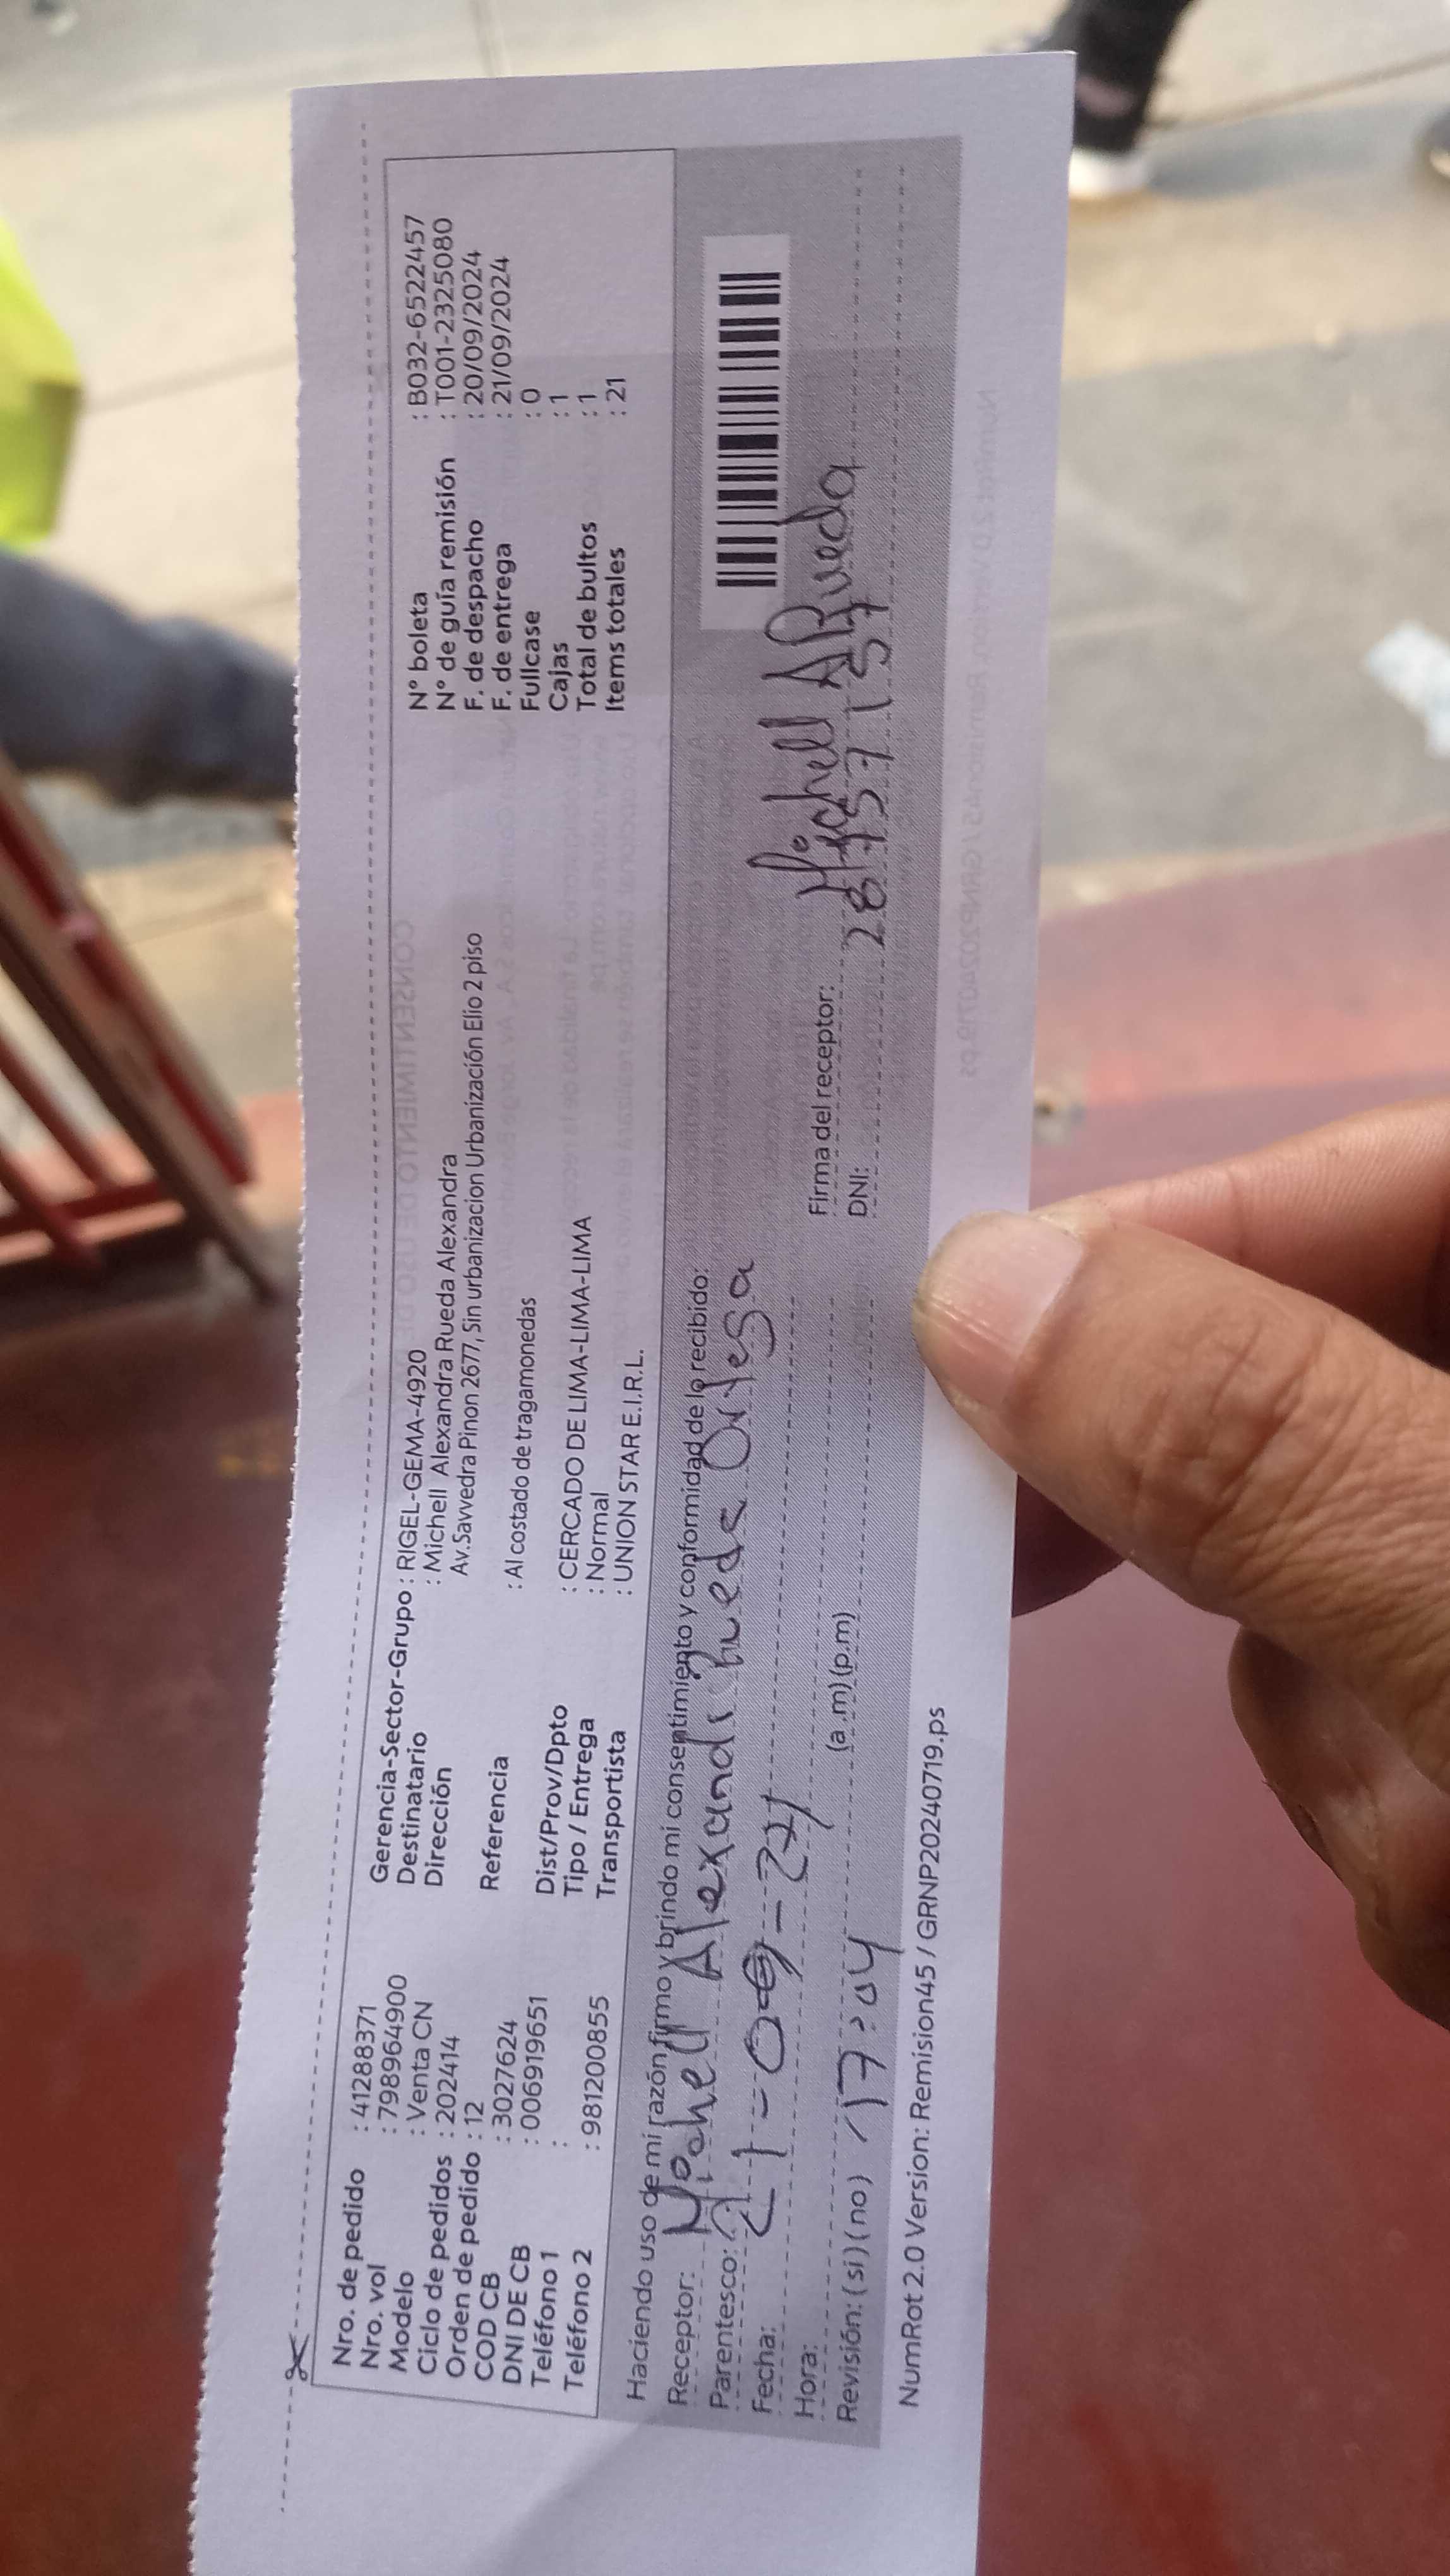 Nro. de pedido : 41288371
Nro. vol : 798964900
Modelo : Venta CN
Ciclo de pedidos : 202414
Orden de pedido : 12
COD CB : 3027624
DNI DE CB : 006919651
Teléfono 1 :
Teléfono 2 : 981200855
Gerencia-Sector-Grupo : RIGEL-GEMA-4920
Destinatario : Michell Alexandra Rueda Alexandra
Dirección Av.Savvedra Pinon 2677, Sin urbanizacion Urbanización Elio 2 piso
Referencia : Al costado de tragamonedas
Dist/Prov/Dpto : CERCADO DE LIMA-LIMA-LIMA
Tipo / Entrega : Normal
Transportista : UNION STAR E.I.R.L.
N° boleta : B032-6522457
N° de guía remisión : T001-2325080
F. de despacho : 20/09/2024
F. de entrega : 21/09/2024
Fullcase : 0
Cajas : 1
Total de bultos : 1
Items totales : 21
Haciendo uso de mi razón firmo y brindo mi consentimiento y conformidad de lo recibido:
Receptor: Michell Alexandra Rueda Ortega
Parentesco:
Fecha: 21-09-24
Hora: 17:04 (a.m)(p.m)
Revisión: (si)(no)
Firma del receptor: Michell A Rueda
DNI:
NumRot 2.0 Version: Remision45 / GRNP20240719.ps